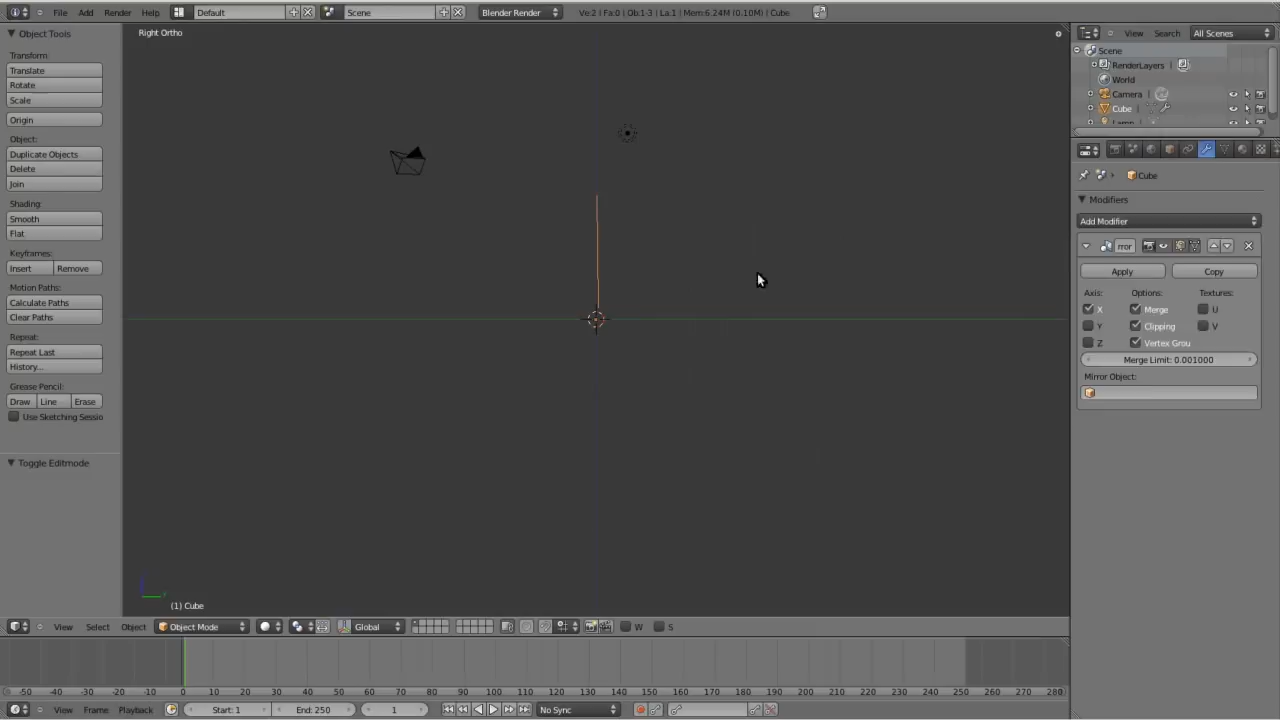 File Add Render Help Default Scene Blender Render Ve:2 | Fa:0 | Ob:1-3 | La:1 | Mem:6.24M (0.10M) | Cube
Object Tools
Transform:
Translate
Rotate
Scale
Origin
Object:
Duplicate Objects
Delete
Join
Shading:
Smooth
Flat
Keyframes:
Insert Remove
Motion Paths:
Calculate Paths
Clear Paths
Repeat:
Repeat Last
History...
Grease Pencil:
Draw Line Erase
Use Sketching Sessio
Toggle Editmode
Right Ortho
(1) Cube
View Select Object Object Mode Global W S
View Search All Scenes
Scene
RenderLayers
World
Camera
Cube
Cube
Modifiers
Add Modifier
rror
Apply Copy
Axis: Options: Textures:
X Merge U
Y Clipping V
Z Vertex Grou
Merge Limit: 0.001000
Mirror Object:
-50 -40 -30 -20 -10 0 10 20 30 40 50 60 70 80 90 100 110 120 130 140 150 160 170 180 190 200 210 220 230 240 250 260 270 280
View Frame Playback Start: 1 End: 250 1 No Sync